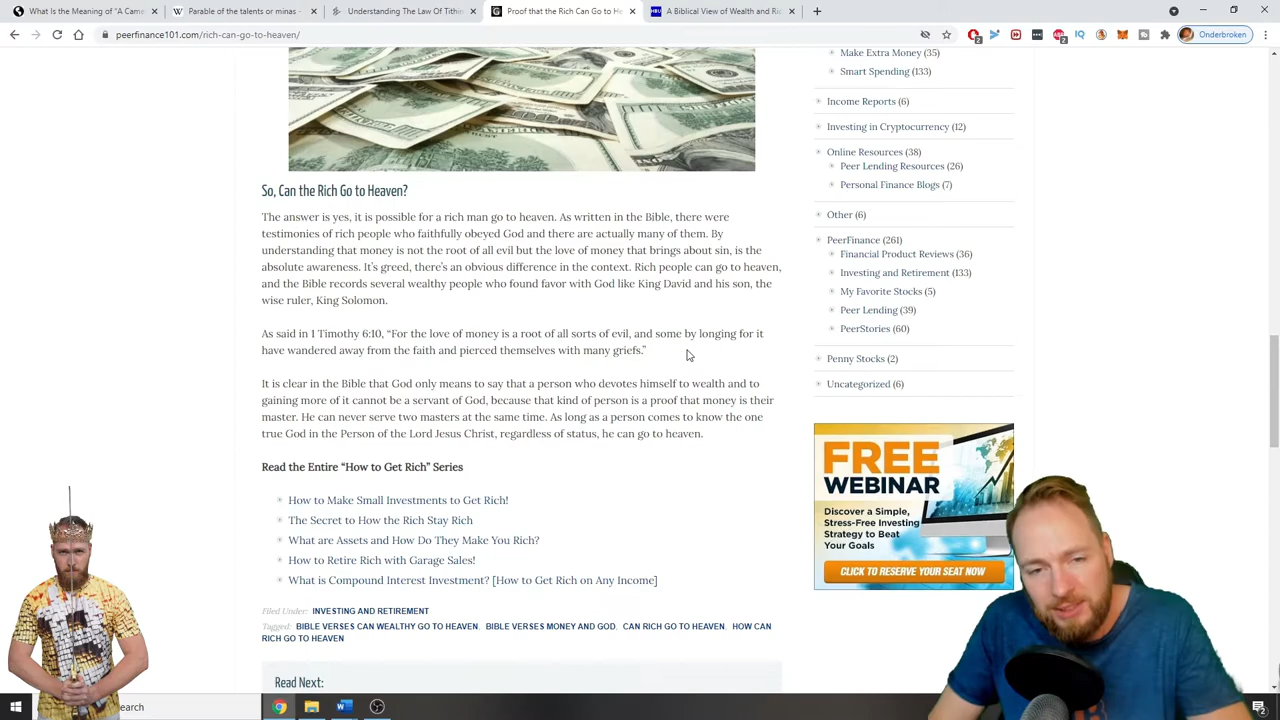 What Is the Meaning of "A Came
Parable of the talents or minas -
Understanding The Law Of Tithi
Proof that the Rich Can Go to He
A Biblical View of Wealth and Ric
peerfinance101.com/rich-can-go-to-heaven/
Onderbroken
Make Extra Money (35)
Smart Spending (133)
Income Reports (6)
Investing in Cryptocurrency (12)
Online Resources (38)
Peer Lending Resources (26)
Personal Finance Blogs (7)
Other (6)
PeerFinance (261)
Financial Product Reviews (36)
Investing and Retirement (133)
My Favorite Stocks (5)
Peer Lending (39)
PeerStories (60)
Penny Stocks (2)
Uncategorized (6)
So, Can the Rich Go to Heaven?
The answer is yes, it is possible for a rich man go to heaven. As written in the Bible, there were
testimonies of rich people who faithfully obeyed God and there are actually many of them. By
understanding that money is not the root of all evil but the love of money that brings about sin, is the
absolute awareness. It's greed, there's an obvious difference in the context. Rich people can go to heaven,
and the Bible records several wealthy people who found favor with God like King David and his son, the
wise ruler, King Solomon.
As said in 1 Timothy 6:10, "For the love of money is a root of all sorts of evil, and some by longing for it
have wandered away from the faith and pierced themselves with many griefs."
It is clear in the Bible that God only means to say that a person who devotes himself to wealth and to
gaining more of it cannot be a servant of God, because that kind of person is a proof that money is their
master. He can never serve two masters at the same time. As long as a person comes to know the one
true God in the Person of the Lord Jesus Christ, regardless of status, he can go to heaven.
Read the Entire "How to Get Rich" Series
How to Make Small Investments to Get Rich!
The Secret to How the Rich Stay Rich
What are Assets and How Do They Make You Rich?
How to Retire Rich with Garage Sales!
What is Compound Interest Investment? [How to Get Rich on Any Income]
Filed Under: INVESTING AND RETIREMENT
Tagged: BIBLE VERSES CAN WEALTHY GO TO HEAVEN, BIBLE VERSES MONEY AND GOD, CAN RICH GO TO HEAVEN, HOW CAN
RICH GO TO HEAVEN
Read Next:
FREE
WEBINAR
Discover a Simple,
Stress-Free Investing
Strategy to Beat
Your Goals
CLICK TO RESERVE YOUR SEAT NOW
earch